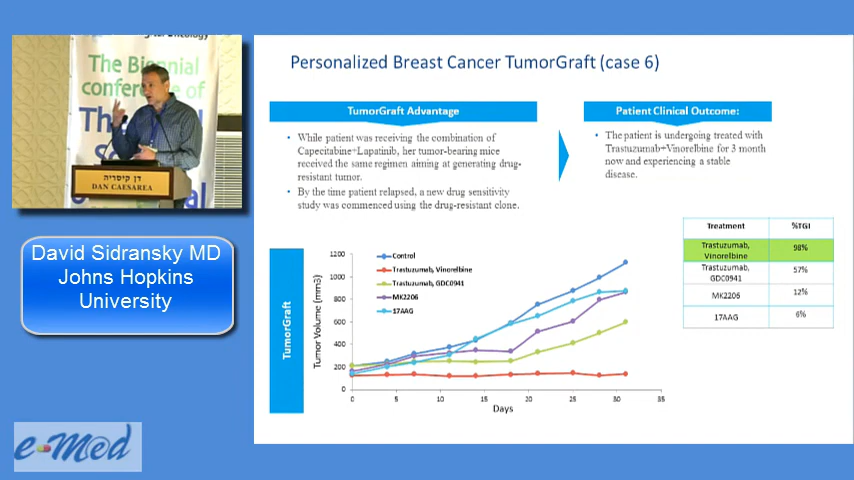 The Biennial
conference of
דן קיסריה
DAN CAESAREA
David Sidransky MD
Johns Hopkins
University
e-Med
Personalized Breast Cancer TumorGraft (case 6)
TumorGraft Advantage
• While patient was receiving the combination of
Capecitabine+Lapatinib, her tumor-bearing mice
received the same regimen aiming at generating drug-
resistant tumor.
• By the time patient relapsed, a new drug sensitivity
study was commenced using the drug-resistant clone.
Patient Clinical Outcome:
• The patient is undergoing treated with
Trastuzumab+Vinorelbine for 3 month
now and experiencing a stable
disease.
Treatment %TGI
Trastuzumab,
Vinorelbine 98%
Trastuzumab,
GDC0941 57%
MK2206 12%
17AAG 6%
TumorGraft
Tumor Volume (mm3)
1200
1000
800
600
400
200
0
Control
Trastuzumab, Vinorelbine
Trastuzumab, GDC0941
MK2206
17AAG
0 5 10 15 20 25 30 35
Days